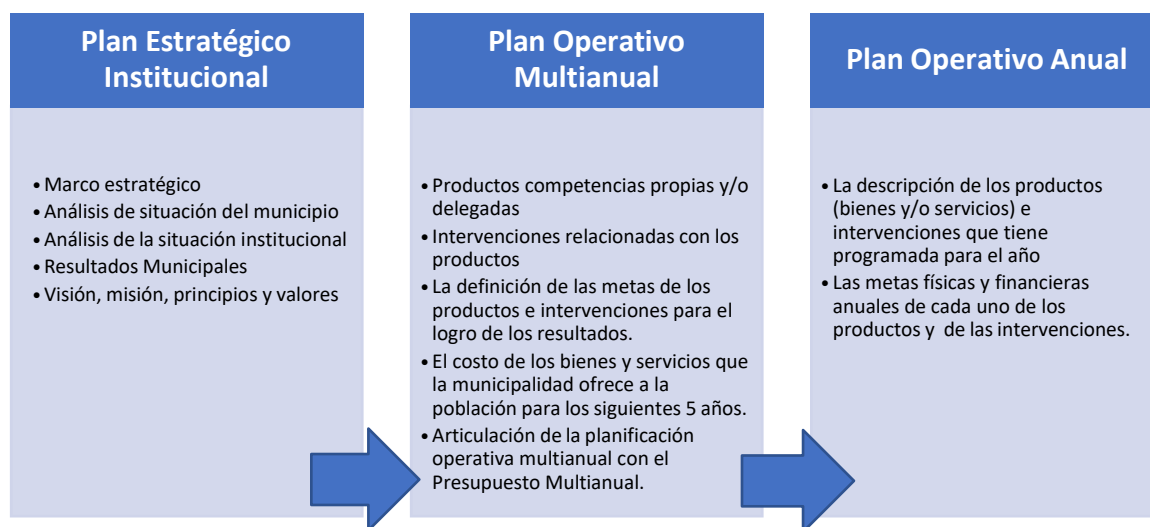 Plan Estratégico
Institucional
• Marco estratégico
• Análisis de situación del municipio
• Análisis de la situación institucional
• Resultados Municipales
• Visión, misión, principios y valores
Plan Operativo
Multianual
• Productos competencias propias y/o
delegadas
• Intervenciones relacionadas con los
productos
• La definición de las metas de los
productos e intervenciones para el
logro de los resultados.
• El costo de los bienes y servicios que
la municipalidad ofrece a la
población para los siguientes 5 años.
• Articulación de la planificación
operativa multianual con el
Presupuesto Multianual.
Plan Operativo Anual
• La descripción de los productos
(bienes y/o servicios) e
intervenciones que tiene
programada para el año
• Las metas físicas y financieras
anuales de cada uno de los
productos y de las intervenciones.